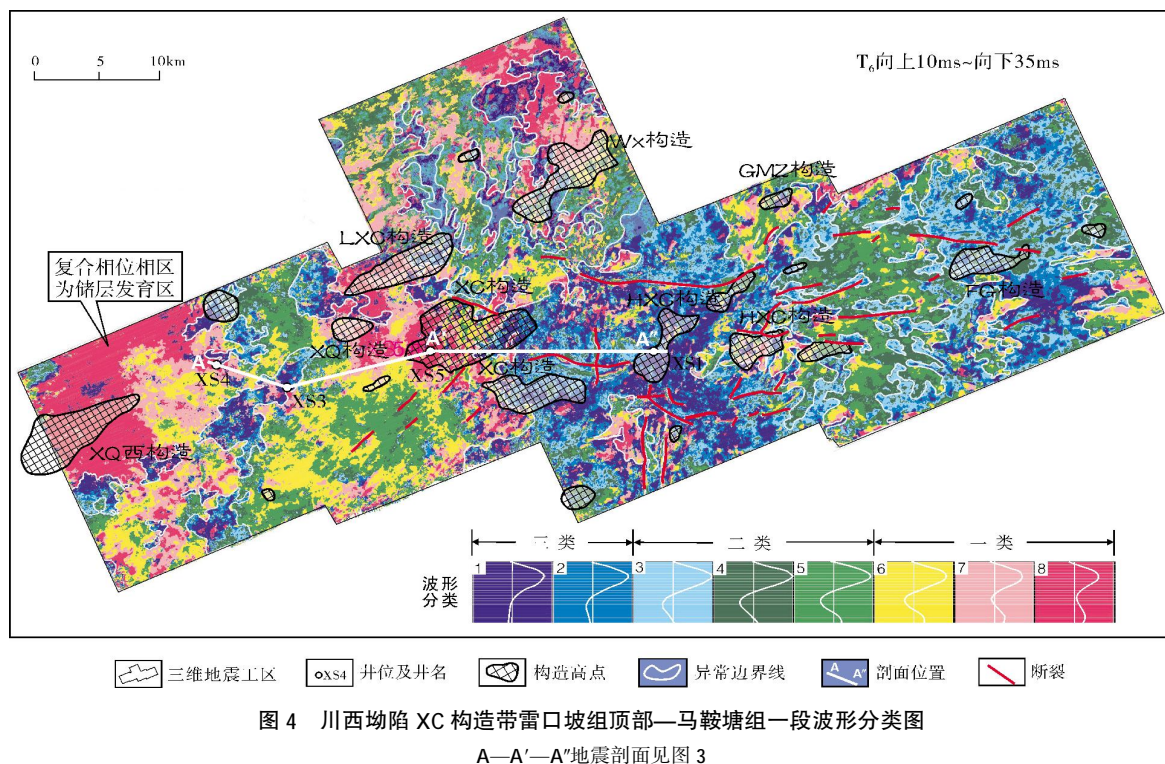 0 5 10km
T₆向上10ms~向下35ms
Wx构造
GMZ构造
LXC构造
复合相位相区
为储层发育区
XC构造
HXC构造
FG构造
HXC构造
XQ构造
A
A′
A″
XS4
XS5
XC构造
XS1
XS3
XQ西构造
三类 二类 一类
波形
分类
1 2 3 4 5 6 7 8
三维地震工区
XS4 井位及井名
构造高点
异常边界线
A A″ 剖面位置
断裂
图 4 川西坳陷 XC 构造带雷口坡组顶部—马鞍塘组一段波形分类图
A—A′—A″地震剖面见图 3